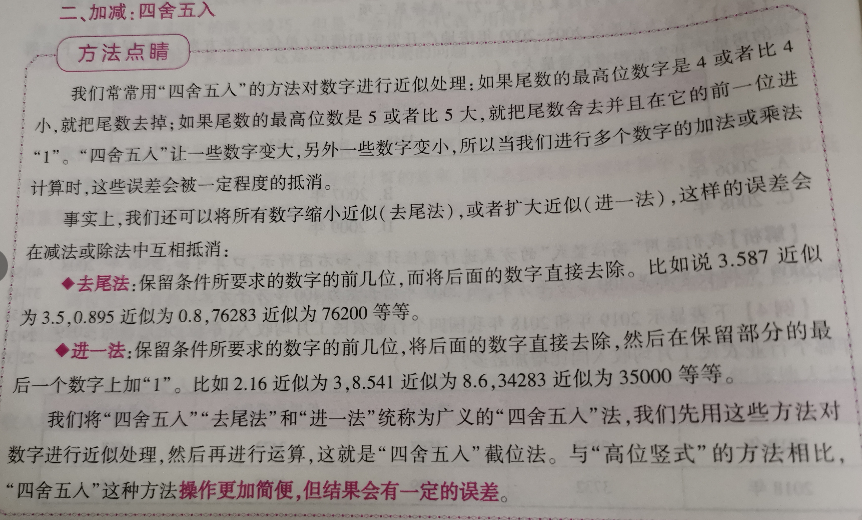 二、加减:四舍五入
方法点睛
我们常常用“四舍五入”的方法对数字进行近似处理:如果尾数的最高位数字是 4 或者比 4
小,就把尾数去掉;如果尾数的最高位数是 5 或者比 5 大,就把尾数舍去并且在它的前一位进
“1”。“四舍五入”让一些数字变大,另外一些数字变小,所以当我们进行多个数字的加法或乘法
计算时,这些误差会被一定程度的抵消。
事实上,我们还可以将所有数字缩小近似(去尾法),或者扩大近似(进一法),这样的误差会
在减法或除法中互相抵消:
◆去尾法:保留条件所要求的数字的前几位,而将后面的数字直接去除。比如说 3.587 近似
为 3.5,0.895 近似为 0.8,76283 近似为 76200 等等。
◆进一法:保留条件所要求的数字的前几位,将后面的数字直接去除,然后在保留部分的最
后一个数字上加“1”。比如 2.16 近似为 3,8.541 近似为 8.6,34283 近似为 35000 等等。
我们将“四舍五入”“去尾法”和“进一法”统称为广义的“四舍五入”法,我们先用这些方法对
数字进行近似处理,然后再进行运算,这就是“四舍五入”截位法。与“高位竖式”的方法相比,
“四舍五入”这种方法操作更加简便,但结果会有一定的误差。